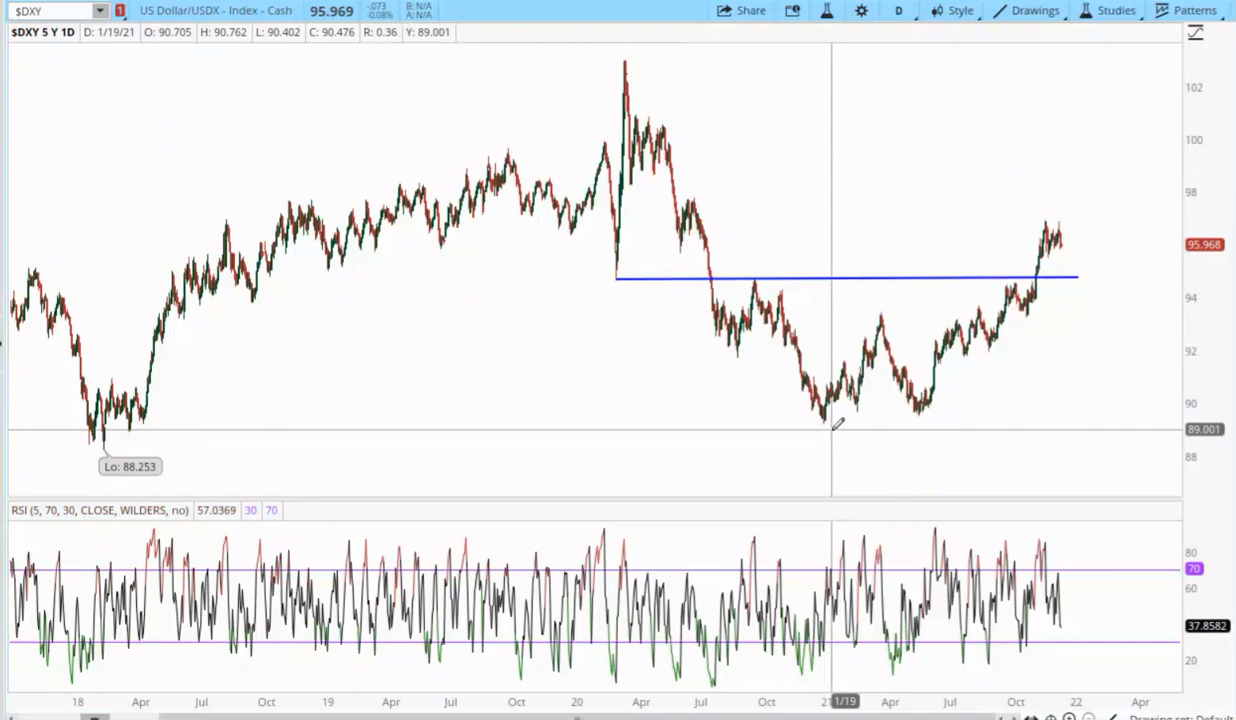 $DXY 1 US Dollar/USDX - Index - Cash 95.969 -.073 -0.08% B: N/A A: N/A Share D Style Drawings Studies Patterns
$DXY 5 Y 1D D: 1/19/21 O: 90.705 H: 90.762 L: 90.402 C: 90.476 R: 0.36 Y: 89.001
102
100
98
95.968
94
92
90
89.001
88
Lo: 88.253
RSI (5, 70, 30, CLOSE, WILDERS, no) 57.0369 30 70
80
70
60
37.8582
20
18 Apr Jul Oct 19 Apr Jul Oct 20 Apr Jul Oct 1/19 Apr Jul Oct 22 Apr
Drawing set: Default